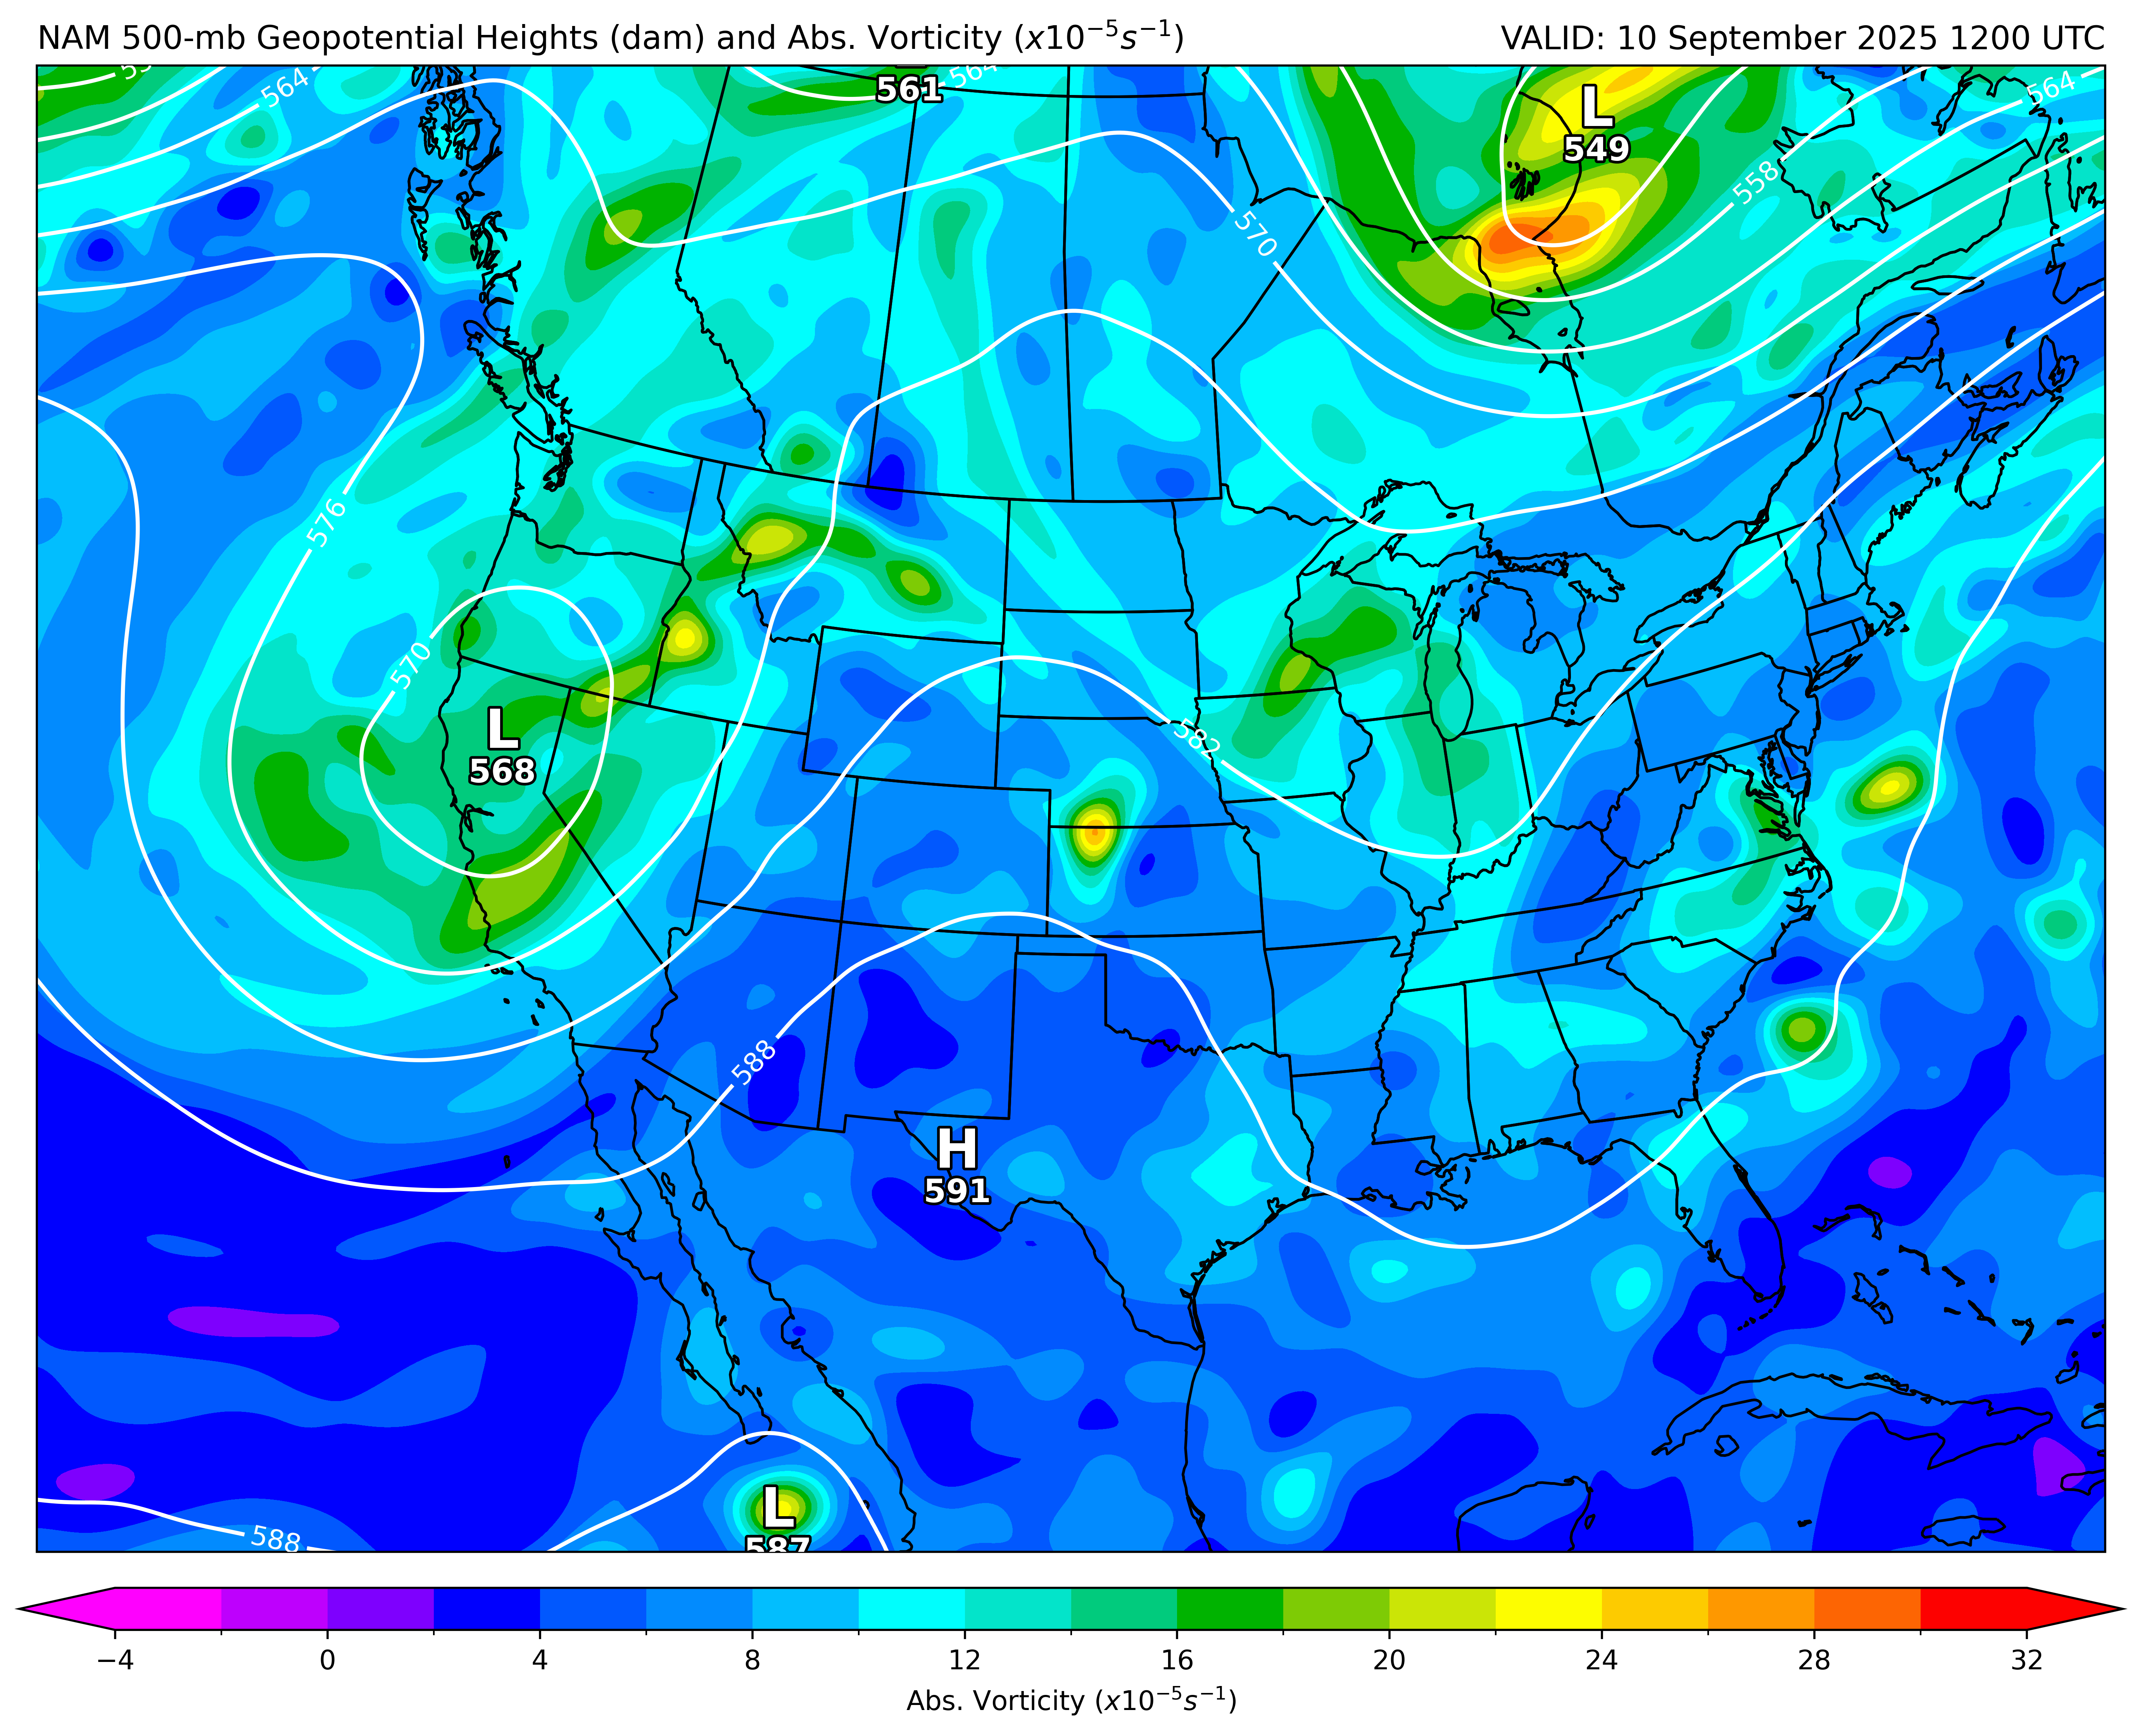 NAM 500-mb Geopotential Heights (dam) and Abs. Vorticity (x10⁻⁵s⁻¹)
VALID: 10 September 2025 1200 UTC
564
561
564
L
549
564
558
570
576
570
L
568
582
588
H
591
L
587
588
−4 0 4 8 12 16 20 24 28 32
Abs. Vorticity (x10⁻⁵s⁻¹)